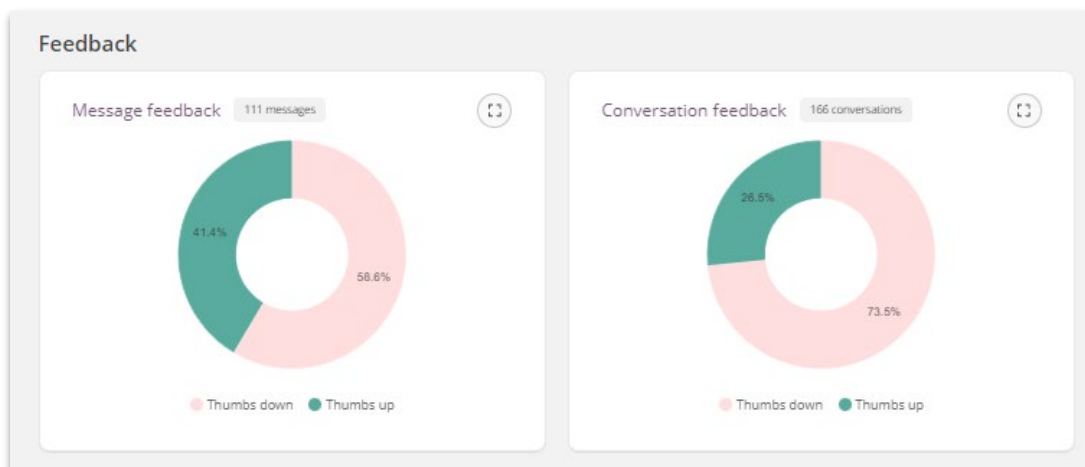 Feedback
Message feedback 111 messages
41.4%
58.6%
Thumbs down Thumbs up
Conversation feedback 166 conversations
26.5%
73.5%
Thumbs down Thumbs up